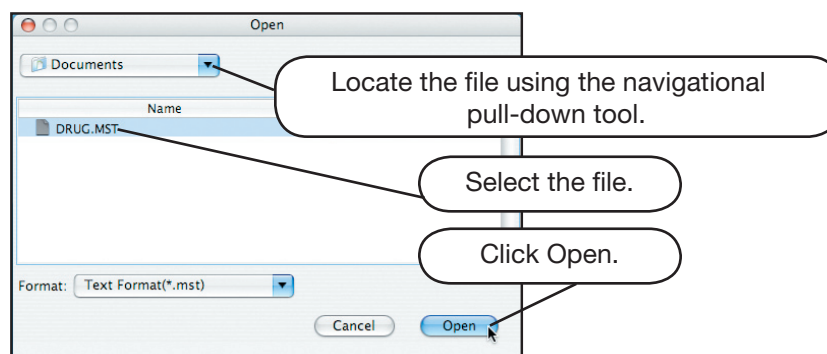 Open
Documents
Locate the file using the navigational
pull-down tool.
Name
DRUG.MST
Select the file.
Click Open.
Format: Text Format(*.mst)
Cancel Open